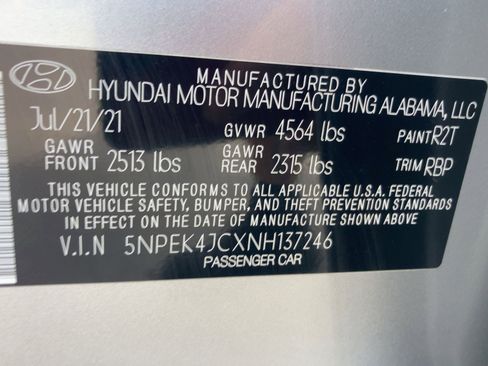 MANUFACTURED BY
HYUNDAI MOTOR MANUFACTURING ALABAMA, LLC
Jul/21/21 GVWR 4564 lbs PAINT R2T
GAWR FRONT 2513 lbs GAWR REAR 2315 lbs TRIM RBP
THIS VEHICLE CONFORMS TO ALL APPLICABLE U.S.A. FEDERAL
MOTOR VEHICLE SAFETY, BUMPER, AND THEFT PREVENTION STANDARDS
IN EFFECT ON THE DATE OF MANUFACTURE SHOWN ABOVE
V.I.N 5NPEK4JCXNH137246
PASSENGER CAR